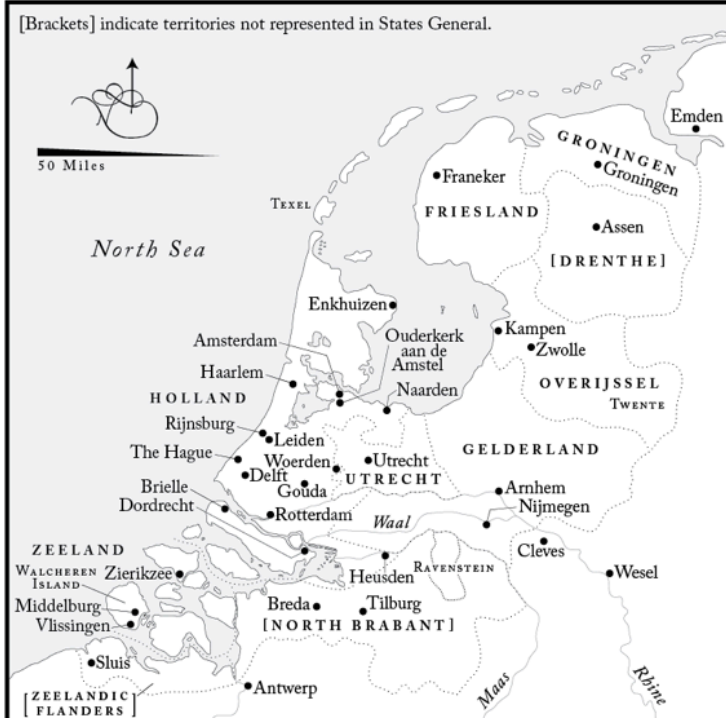 [Brackets] indicate territories not represented in States General.
50 Miles
Emden
GRONINGEN
Groningen
Franeker
TEXEL
FRIESLAND
Assen
North Sea
[DRENTHE]
Enkhuizen
Kampen
Amsterdam
Ouderkerk
aan de
Amstel
Zwolle
Haarlem
Naarden
OVERIJSSEL
HOLLAND
TWENTE
Rijnsburg
Leiden
GELDERLAND
The Hague
Woerden
Utrecht
Delft
UTRECHT
Gouda
Arnhem
Brielle
Nijmegen
Dordrecht
Rotterdam
Waal
ZEELAND
Cleves
WALCHEREN
ISLAND
Zierikzee
Heusden
RAVENSTEIN
Wesel
Middelburg
Breda
Tilburg
Vlissingen
[NORTH BRABANT]
Sluis
Antwerp
Maas
Rhine
[ZEELANDIC
FLANDERS]